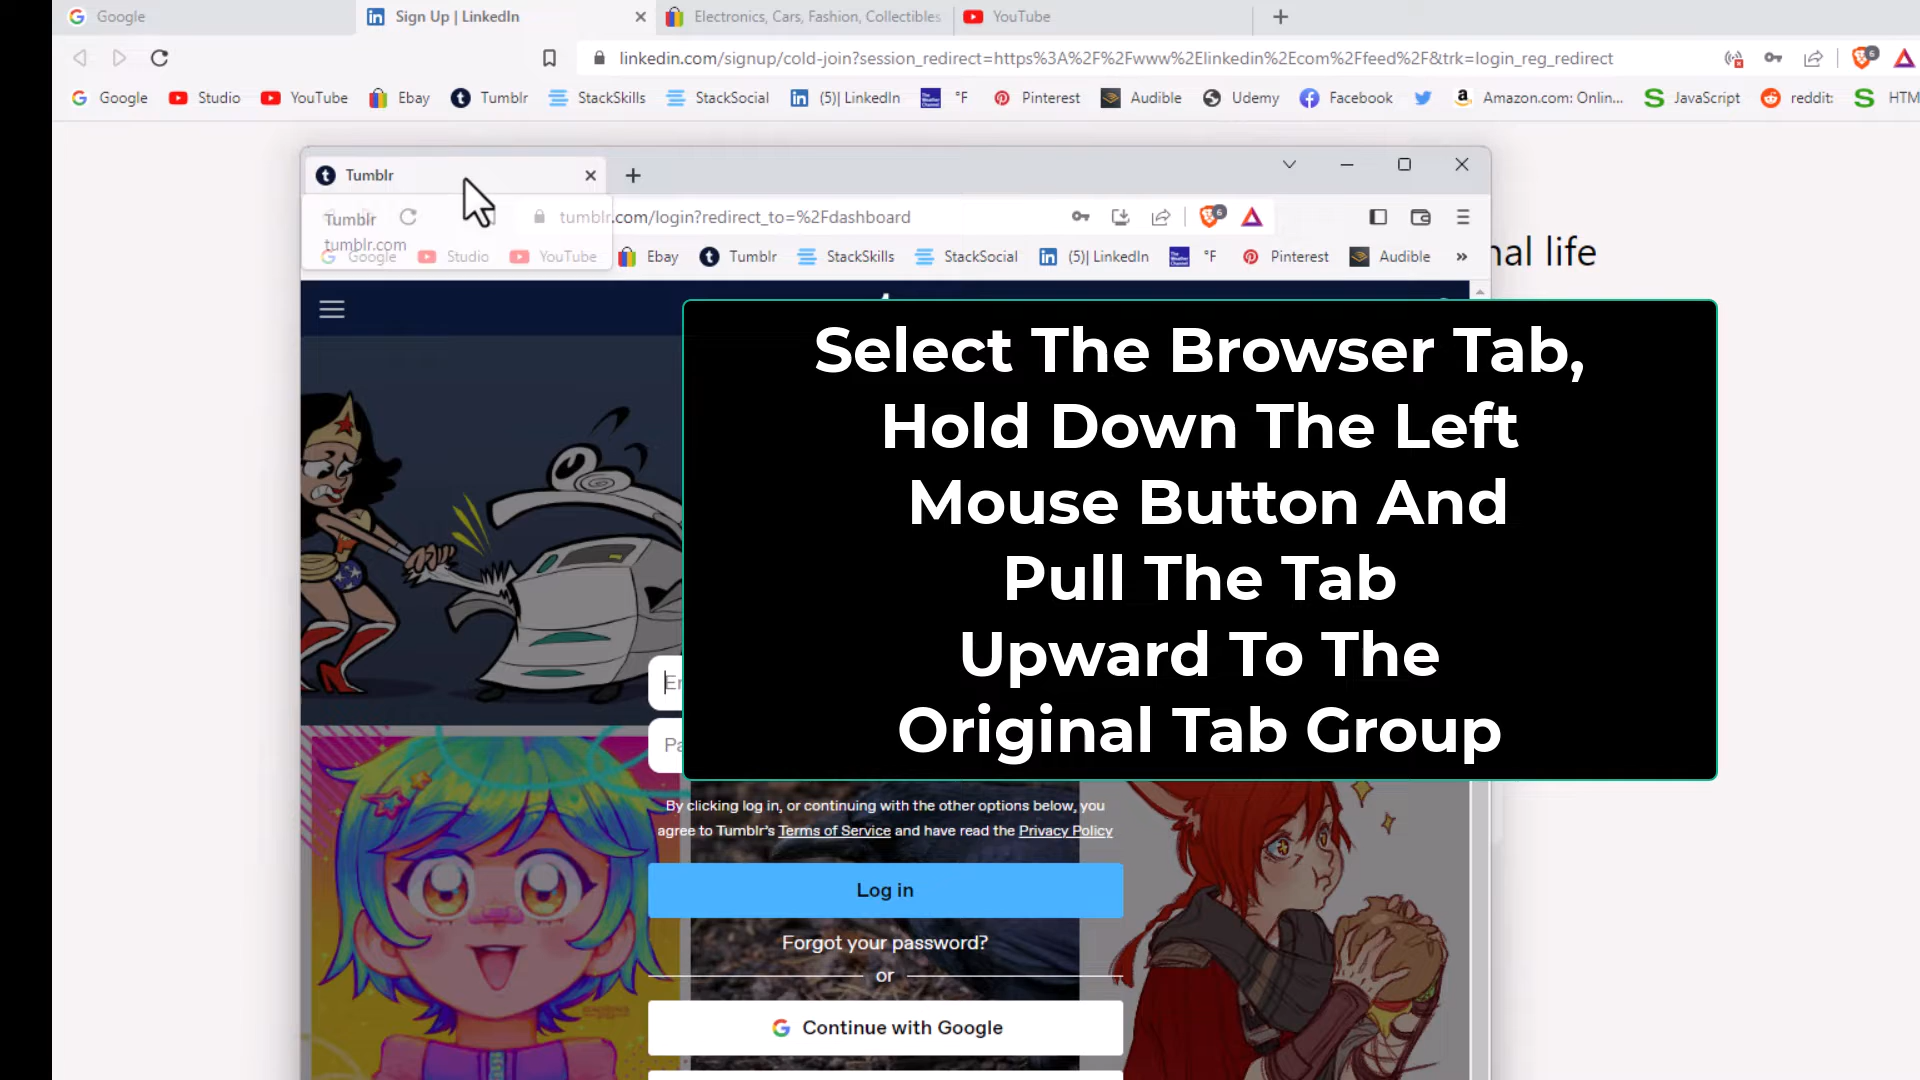 Google Sign Up | LinkedIn Electronics, Cars, Fashion, Collectibles YouTube
linkedin.com/signup/cold-join?session_redirect=https%3A%2F%2Fwww%2Elinkedin%2Ecom%2Ffeed%2F&trk=login_reg_redirect 6
Google Studio YouTube Ebay Tumblr StackSkills StackSocial (5)| LinkedIn °F Pinterest Audible Udemy Facebook Amazon.com: Onlin... JavaScript reddit: HTM
Tumblr
nal life
Tumblr tumblr.com/login?redirect_to=%2Fdashboard 6
tumblr.com
Google Studio YouTube Ebay Tumblr StackSkills StackSocial (5)| LinkedIn °F Pinterest Audible »
Select The Browser Tab,
Hold Down The Left
Mouse Button And
Pull The Tab
Upward To The
Original Tab Group
By clicking log in, or continuing with the other options below, you
agree to Tumblr's Terms of Service and have read the Privacy Policy
Log in
Forgot your password?
or
Continue with Google